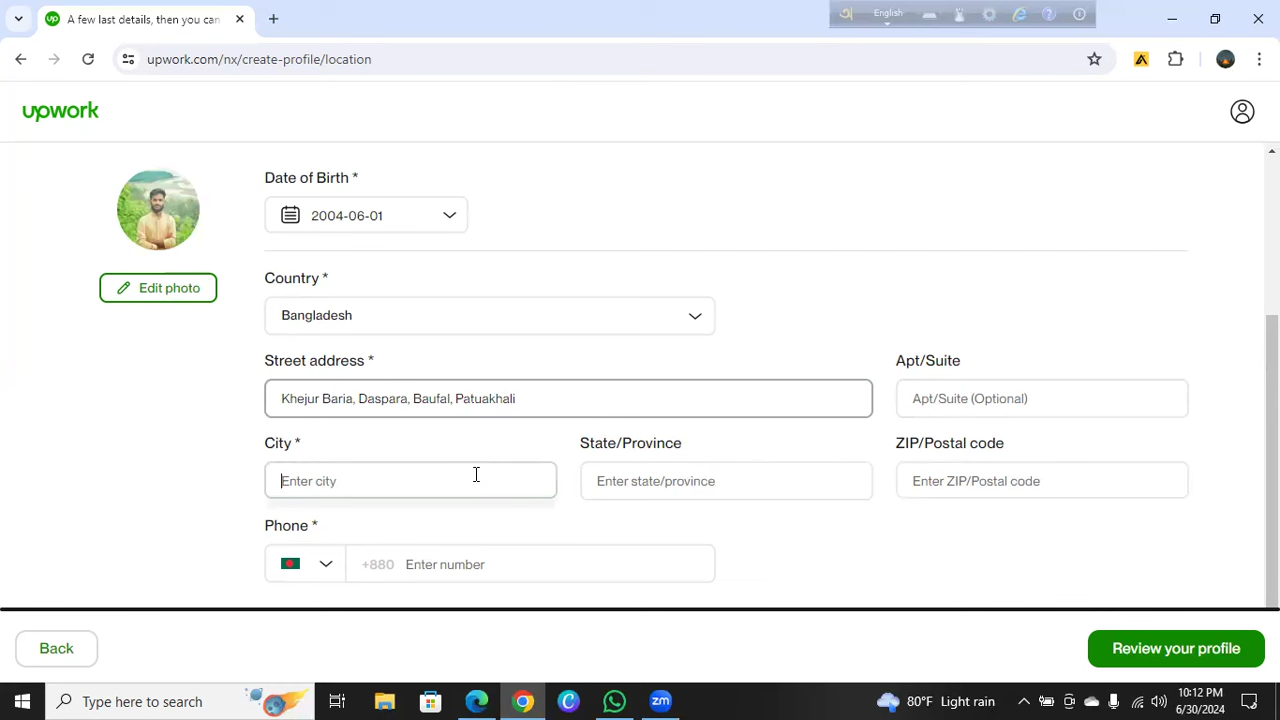 A few last details, then you can
English
upwork.com/nx/create-profile/location
upwork
Date of Birth *
2004-06-01
Edit photo
Country *
Bangladesh
Street address *
Apt/Suite
Khejur Baria, Daspara, Baufal, Patuakhali
Apt/Suite (Optional)
City *
State/Province
ZIP/Postal code
Enter city
Enter state/province
Enter ZIP/Postal code
Phone *
+880 Enter number
Back
Review your profile
Type here to search
zm
80°F Light rain
10:12 PM
6/30/2024